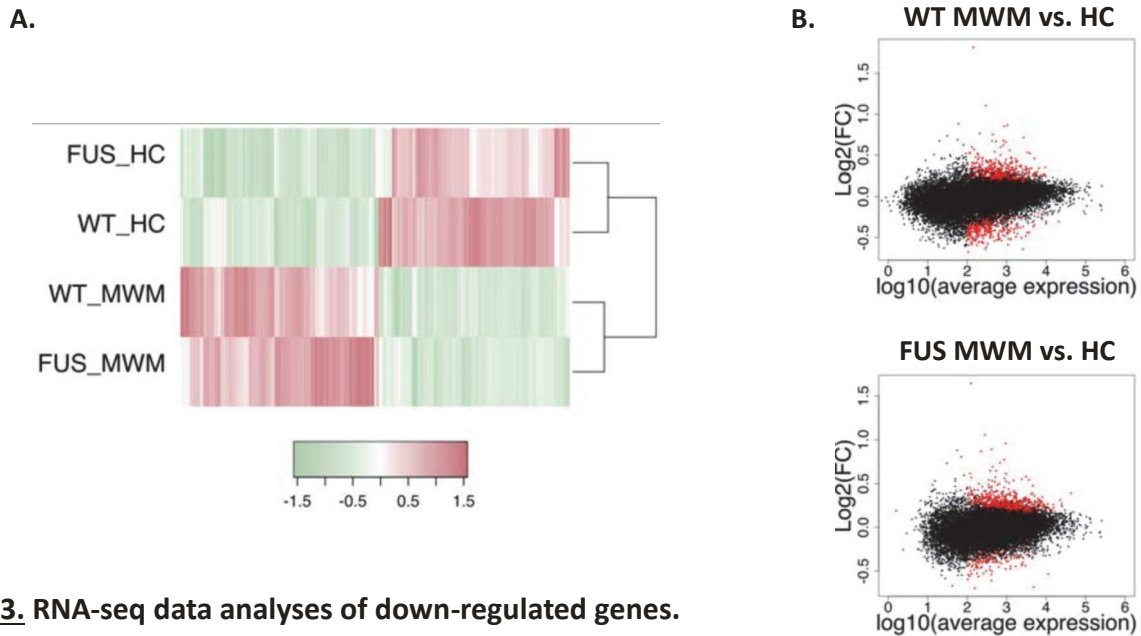 A.
FUS_HC
WT_HC
WT_MWM
FUS_MWM
-1.5 -0.5 0.5 1.5
3. RNA-seq data analyses of down-regulated genes.
B.
WT MWM vs. HC
Log2(FC)
1.5
1.0
0.5
0.0
-0.5
0 1 2 3 4 5 6
log10(average expression)
FUS MWM vs. HC
Log2(FC)
1.5
1.0
0.5
0.0
-0.5
0 1 2 3 4 5 6
log10(average expression)